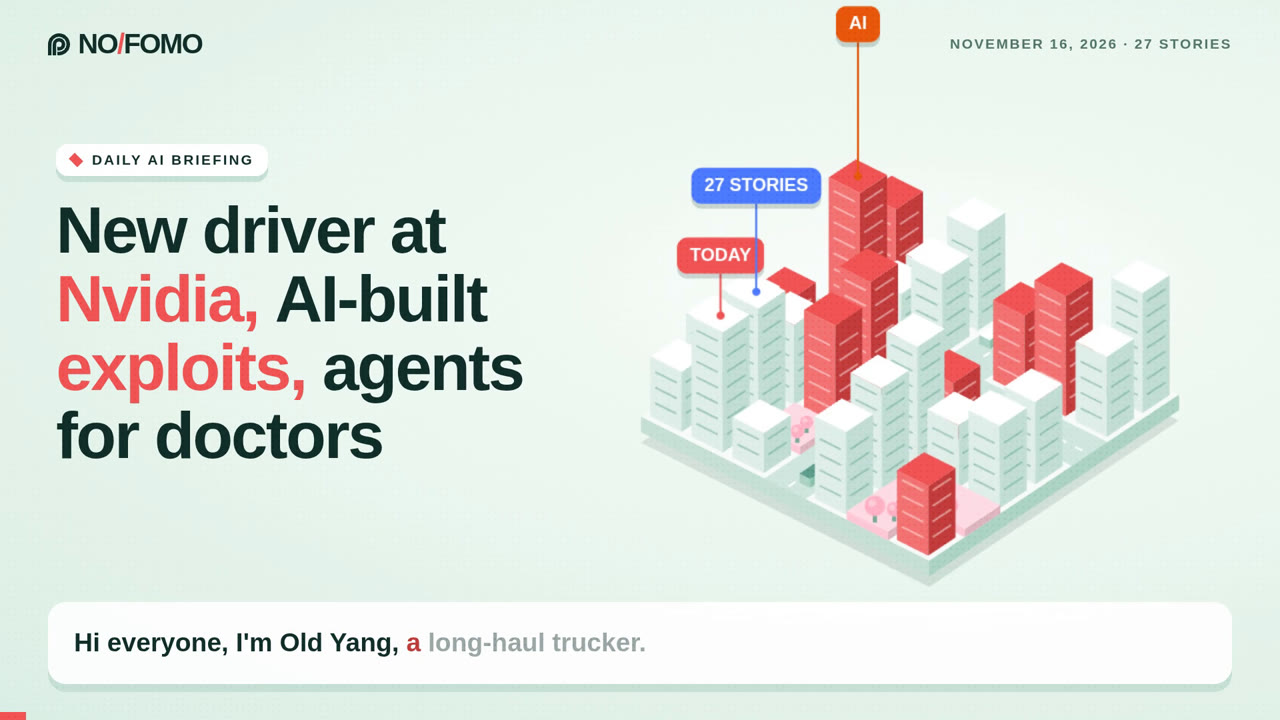 NO/FOMO
NOVEMBER 16, 2026 · 27 STORIES
AI
DAILY AI BRIEFING
27 STORIES
TODAY
New driver at
Nvidia, AI-built
exploits, agents
for doctors
Hi everyone, I'm Old Yang, a long-haul trucker.